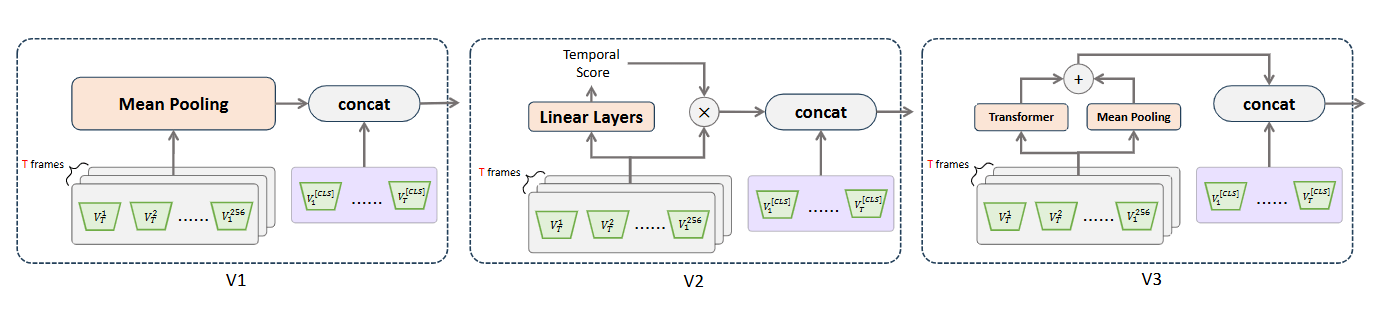 Mean Pooling
concat
T frames
V_T^1 V_T^2 ...... V_1^256
V_1^[CLS] ...... V_T^[CLS]
V1
Temporal
Score
Linear Layers
×
concat
T frames
V_T^1 V_T^2 ...... V_1^256
V_1^[CLS] ...... V_T^[CLS]
V2
+
Transformer
Mean Pooling
concat
T frames
V_T^1 V_T^2 ...... V_1^256
V_1^[CLS] ...... V_T^[CLS]
V3